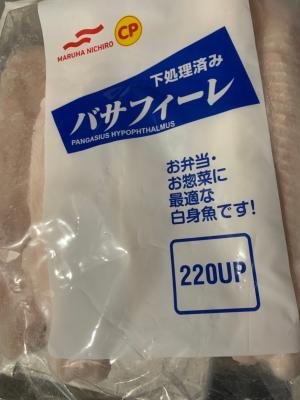 MARUHA NICHIRO
CP
下処理済み
バサフィーレ
PANGASIUS HYPOPHTHALMUS
お弁当・
お惣菜に
最適な
白身魚です!
220UP